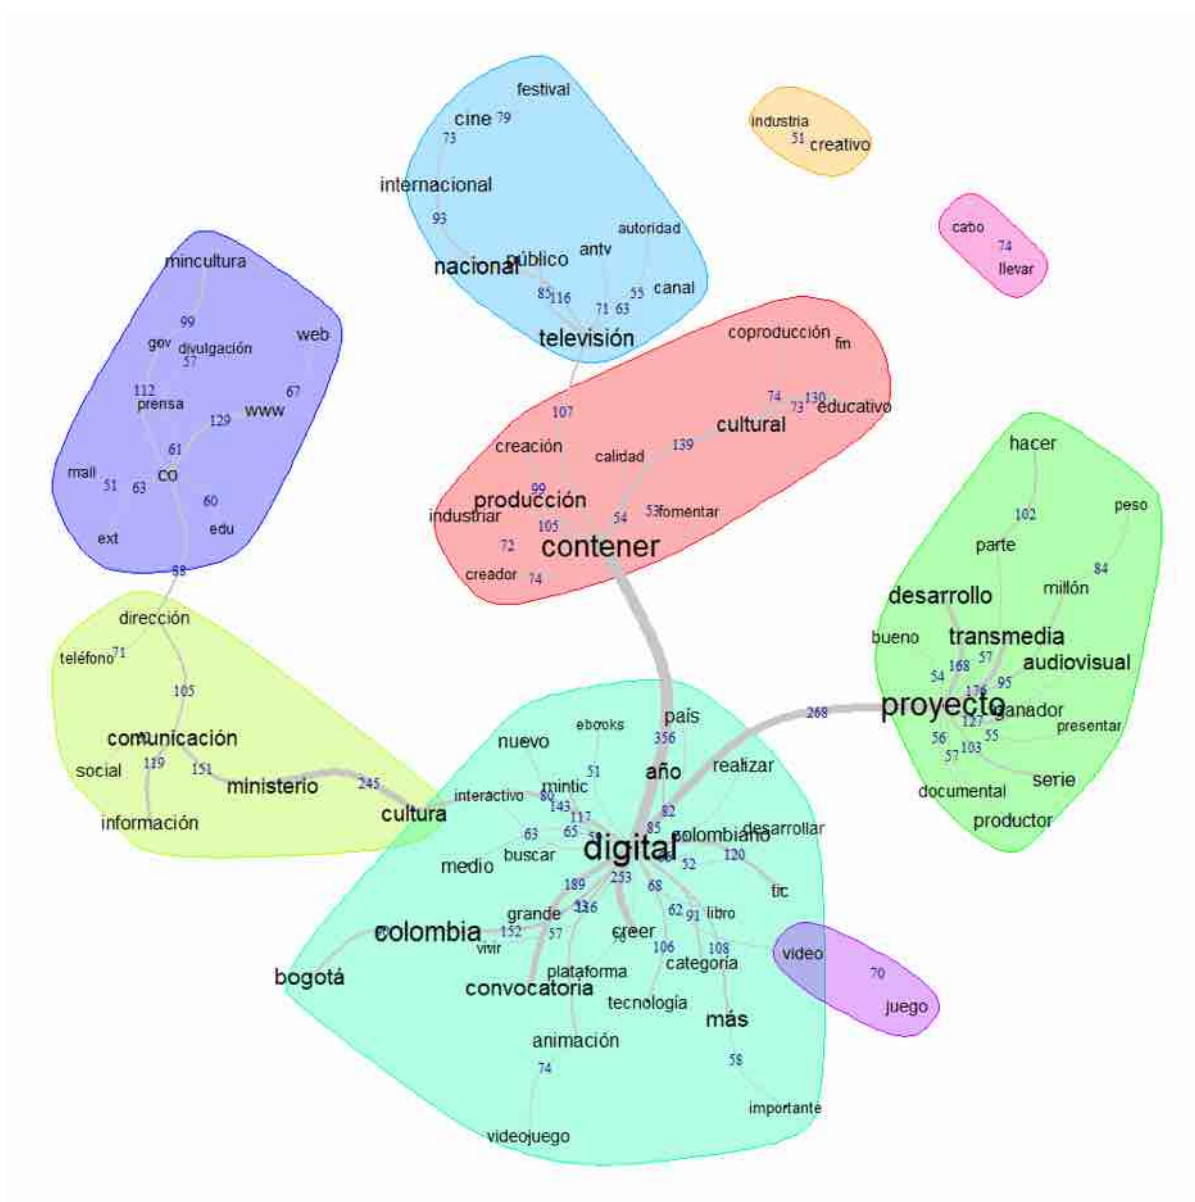 festival
cine 79
73
internacional
93
autoridad
antv
público
nacional
canal
85 116 71 63 55
televisión
industria
51
creativo
cabo
74
llevar
mincultura
99
gov
divulgación
57
web
112
prensa
67
www
129
61
mail
co
51
63
60
ext
edu
88
107
coproducción
fin
74 130
73 educativo
cultural
creación
139
calidad
99
producción
industriar
105
54
53 fomentar
contener
72
creador 74
hacer
peso
102
parte
84
millón
desarrollo
bueno
transmedia
57
168
audiovisual
54
176
95
proyecto
ganador
127
presentar
56
55
103
57
serie
documental
productor
268
dirección
teléfono 71
105
comunicación
119
social
151
ministerio
245
información
cultura
país
ebooks
356
nuevo
año
realizar
51
mintic
interactivo 80
143
117
82
85
63
65
colombiano
desarrollar
digital
buscar
medio
52
120
253
189
68
tic
116
grande
62
91 libro
creer
colombia
152
57
vivir
106
108
categoría
video
plataforma
70
bogotá
convocatoria
tecnología
juego
más
animación
74
58
importante
videojuego